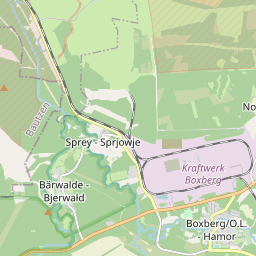 Bautzen
No
Sprey - Sprjowje
Kraftwerk
Boxberg
Bärwalde -
Bjerwałd
Boxberg/O.L.
- Hamor